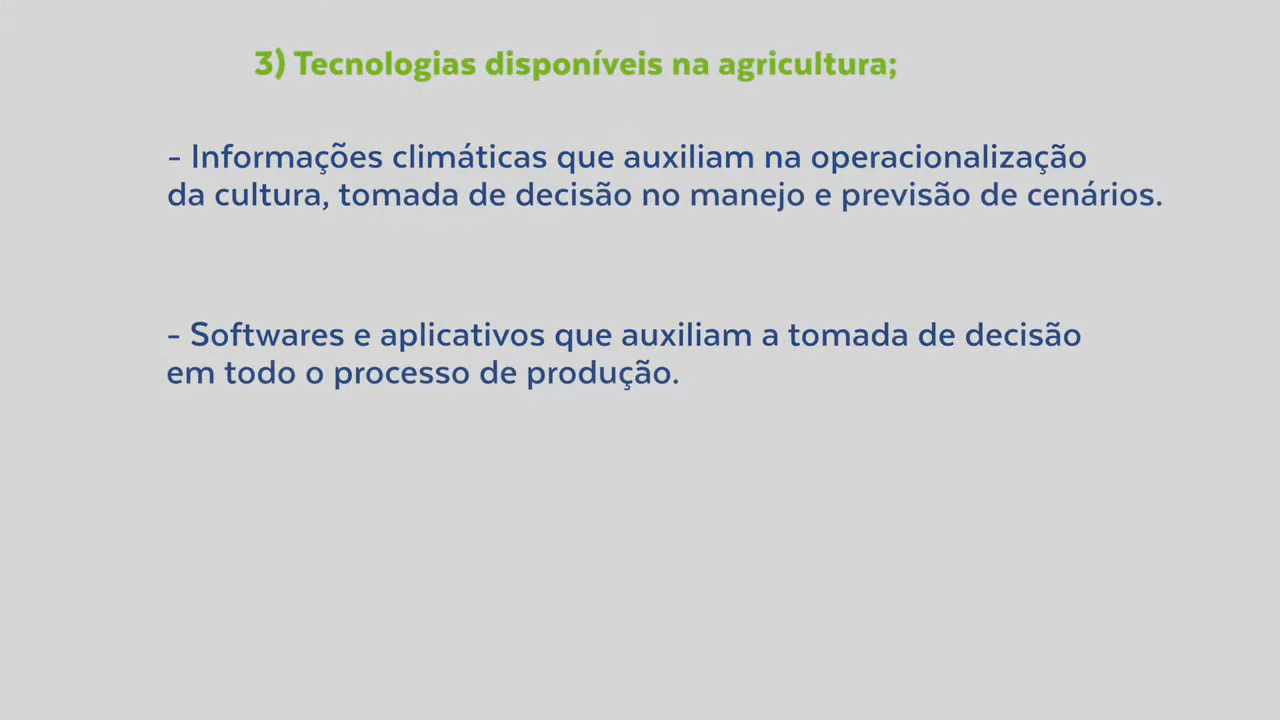 3) Tecnologias disponíveis na agricultura;
- Informações climáticas que auxiliam na operacionalização
da cultura, tomada de decisão no manejo e previsão de cenários.
- Softwares e aplicativos que auxiliam a tomada de decisão
em todo o processo de produção.